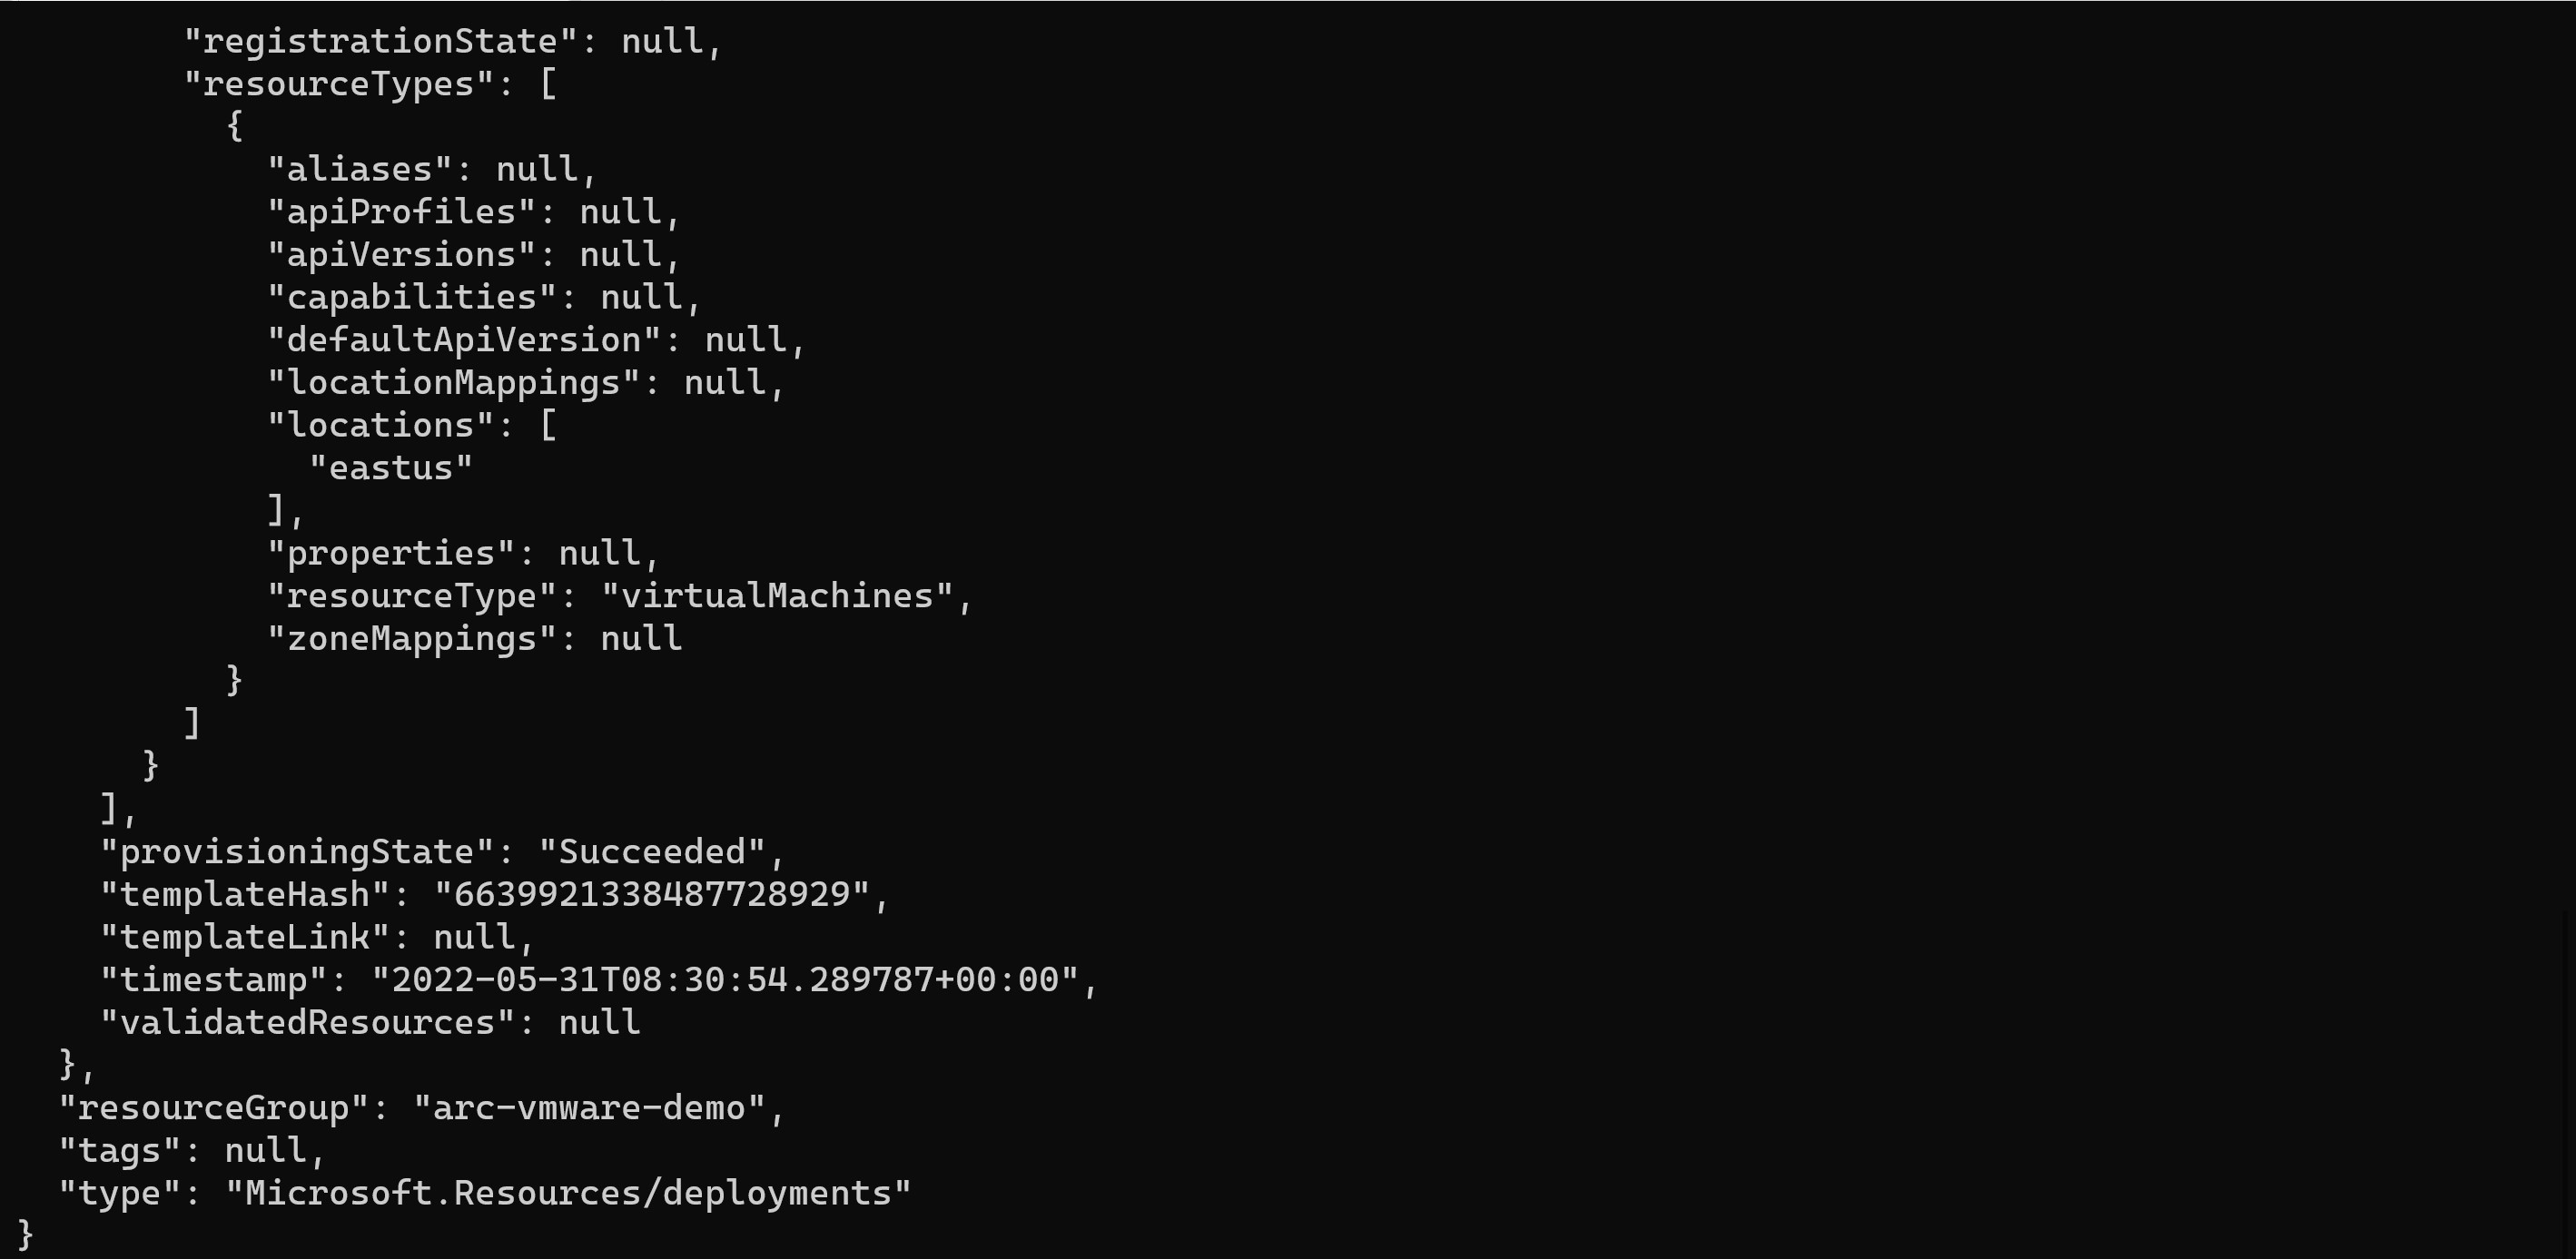 "registrationState": null,
        "resourceTypes": [
          {
            "aliases": null,
            "apiProfiles": null,
            "apiVersions": null,
            "capabilities": null,
            "defaultApiVersion": null,
            "locationMappings": null,
            "locations": [
              "eastus"
            ],
            "properties": null,
            "resourceType": "virtualMachines",
            "zoneMappings": null
          }
        ]
      }
    ],
    "provisioningState": "Succeeded",
    "templateHash": "6639921338487728929",
    "templateLink": null,
    "timestamp": "2022-05-31T08:30:54.289787+00:00",
    "validatedResources": null
  },
  "resourceGroup": "arc-vmware-demo",
  "tags": null,
  "type": "Microsoft.Resources/deployments"
}